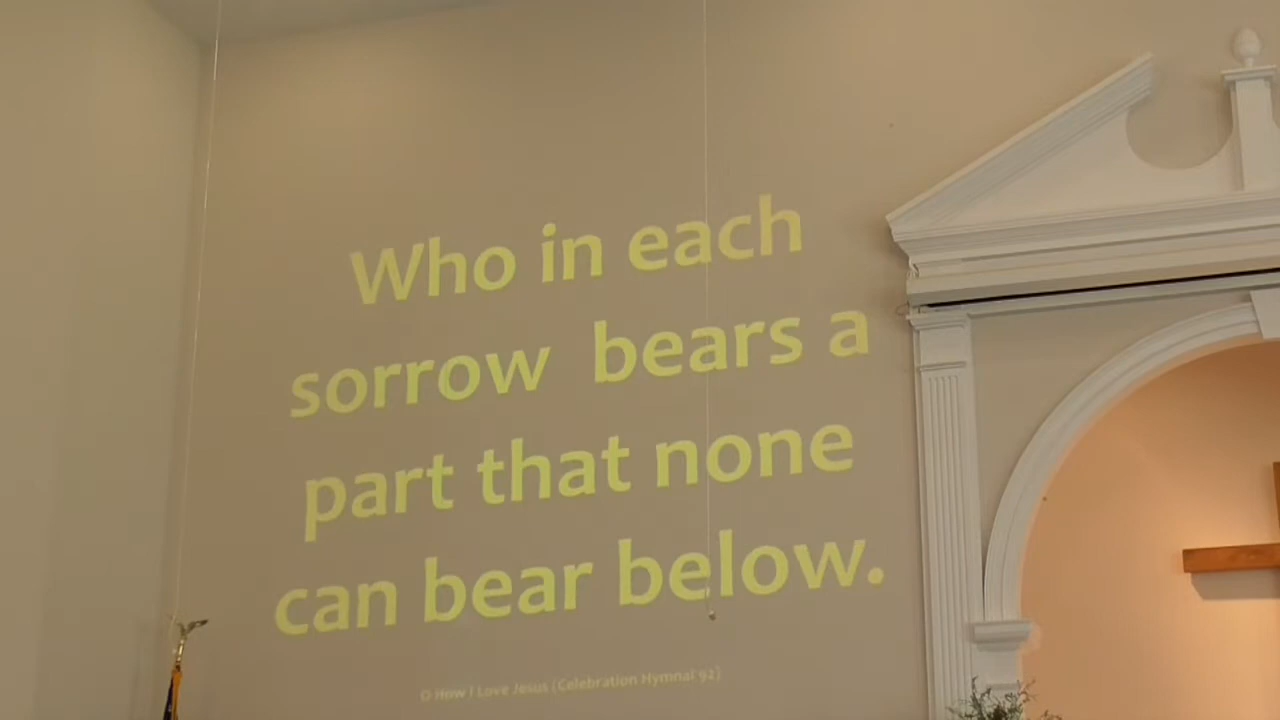 Who in each
sorrow bears a
part that none
can bear below.
O How I Love Jesus (Celebration Hymnal 92)